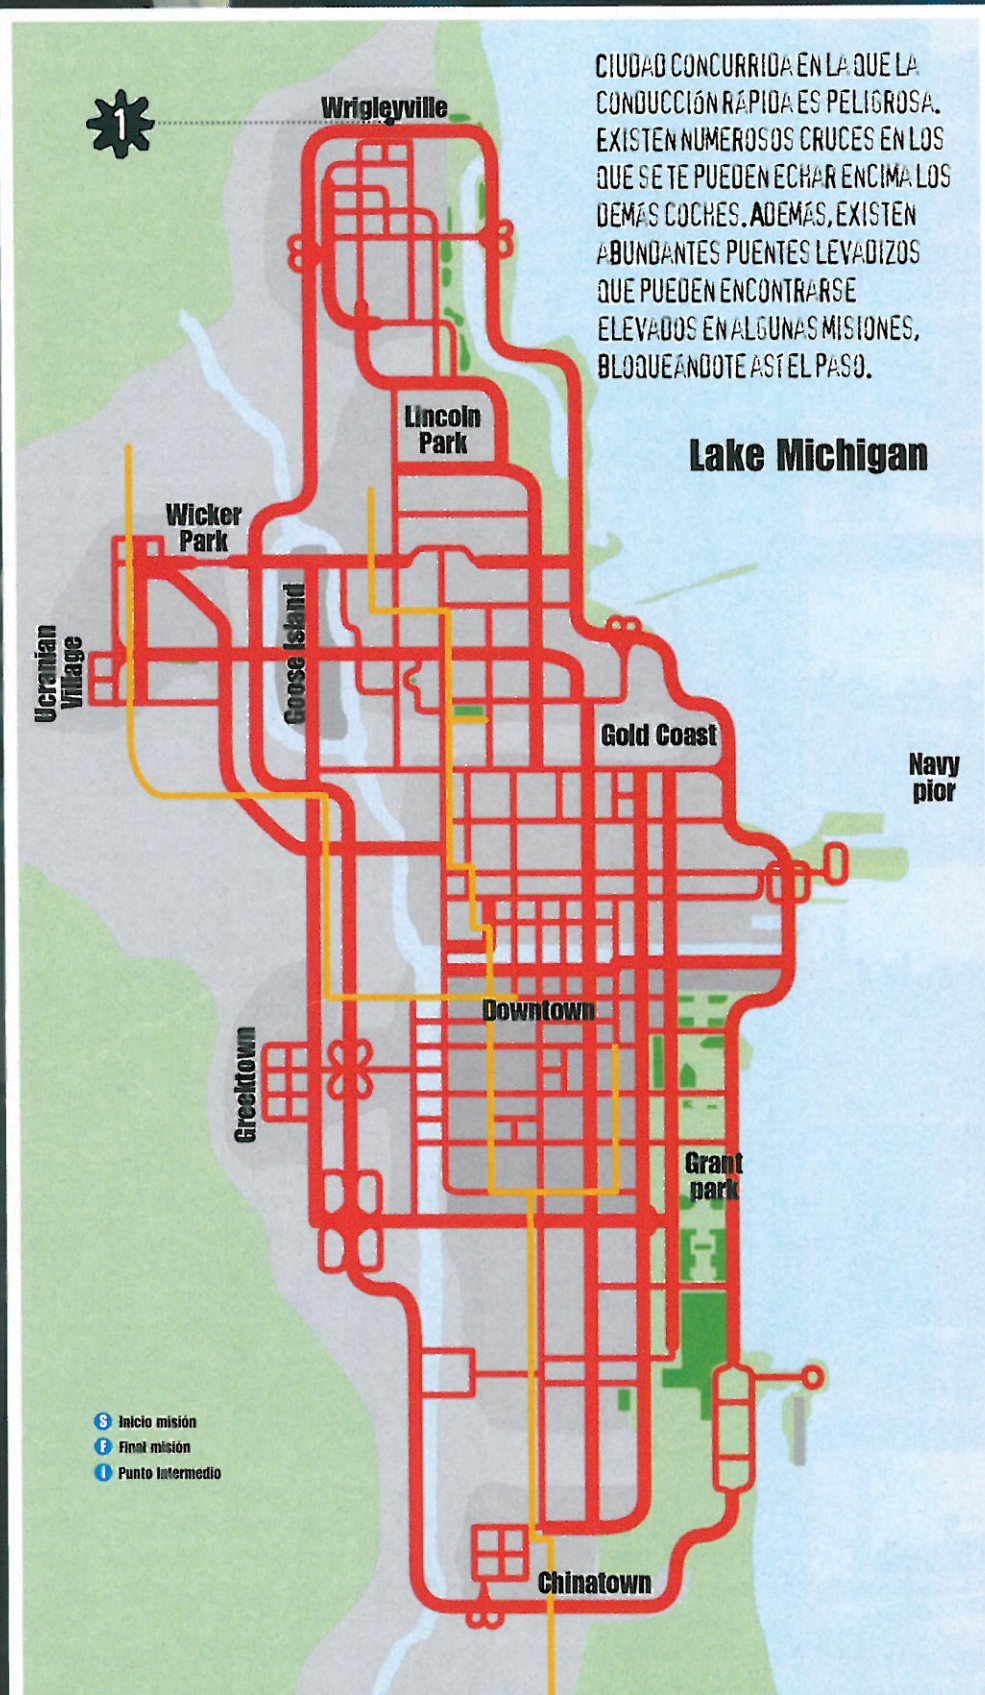 CIUDAD CONCURRIDA EN LA QUE LA
CONDUCCIÓN RÁPIDA ES PELIGROSA.
EXISTEN NUMEROSOS CRUCES EN LOS
QUE SE TE PUEDEN ECHAR ENCIMA LOS
DEMÁS COCHES. ADEMÁS, EXISTEN
ABUNDANTES PUENTES LEVADIZOS
QUE PUEDEN ENCONTRARSE
ELEVADOS EN ALGUNAS MISIONES,
BLOQUEÁNDOTE ASÍ EL PASO.
1
Wrigleyville
Lincoln
Park
Lake Michigan
Wicker
Park
Goose Island
Ucranian
Village
Gold Coast
Navy
pior
Downtown
Greektown
Grant
park
S Inicio misión
F Final misión
I Punto Intermedio
Chinatown